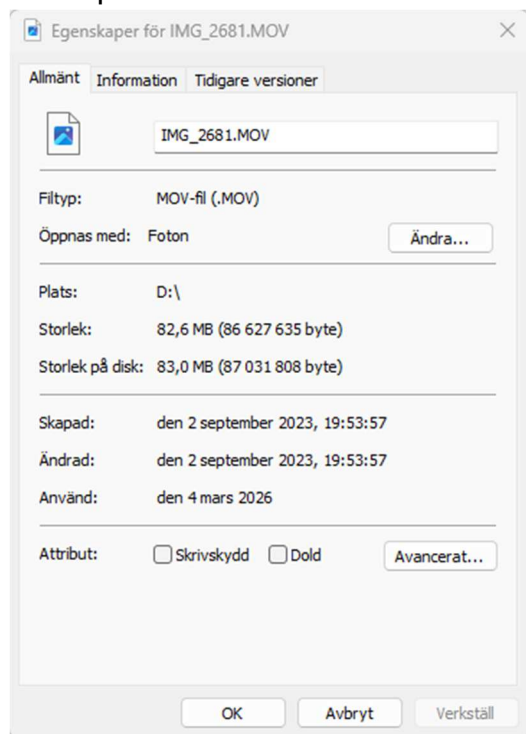 Egenskaper för IMG_2681.MOV
Allmänt Information Tidigare versioner
IMG_2681.MOV
Filtyp: MOV-fil (.MOV)
Öppnas med: Foton Ändra...
Plats: D:\
Storlek: 82,6 MB (86 627 635 byte)
Storlek på disk: 83,0 MB (87 031 808 byte)
Skapad: den 2 september 2023, 19:53:57
Ändrad: den 2 september 2023, 19:53:57
Använd: den 4 mars 2026
Attribut: Skrivskydd Dold Avancerat...
OK Avbryt Verkställ